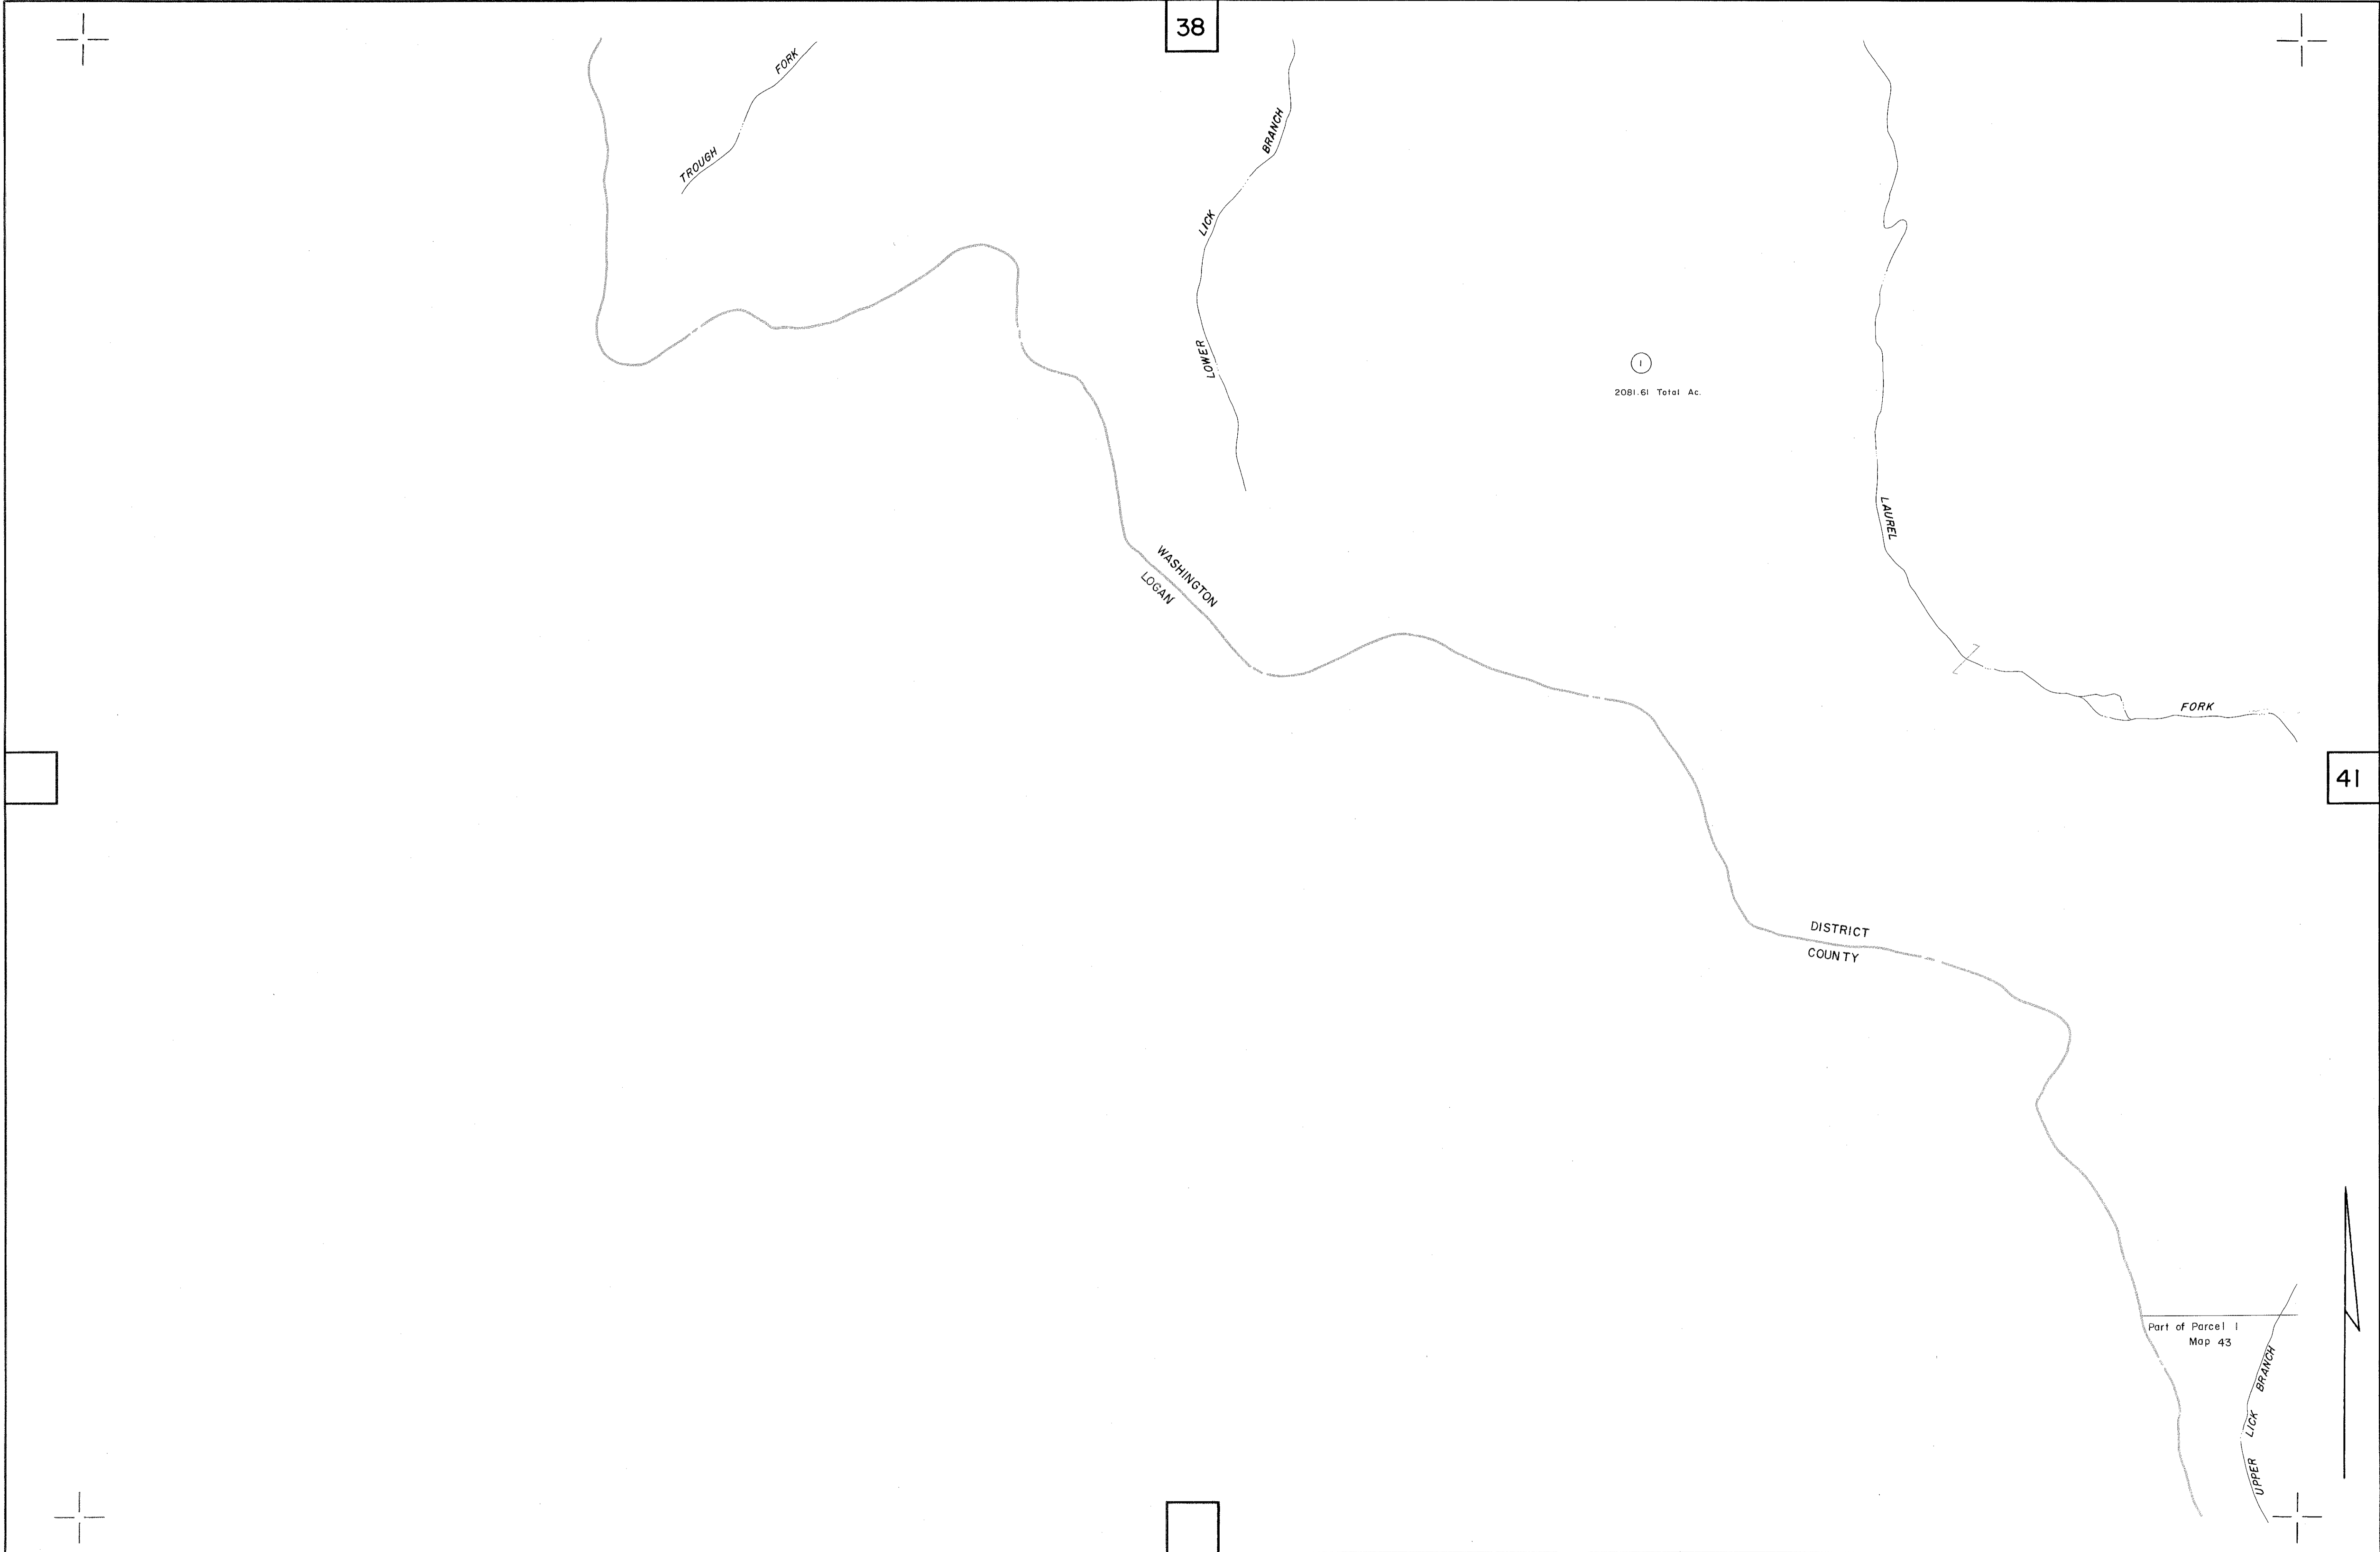 38
TROUGH FORK
LOWER LICK BRANCH
1
2081.61 Total Ac.
LAUREL FORK
WASHINGTON
LOGAN
41
DISTRICT
COUNTY
Part of Parcel 1
Map 43
UPPER LICK BRANCH